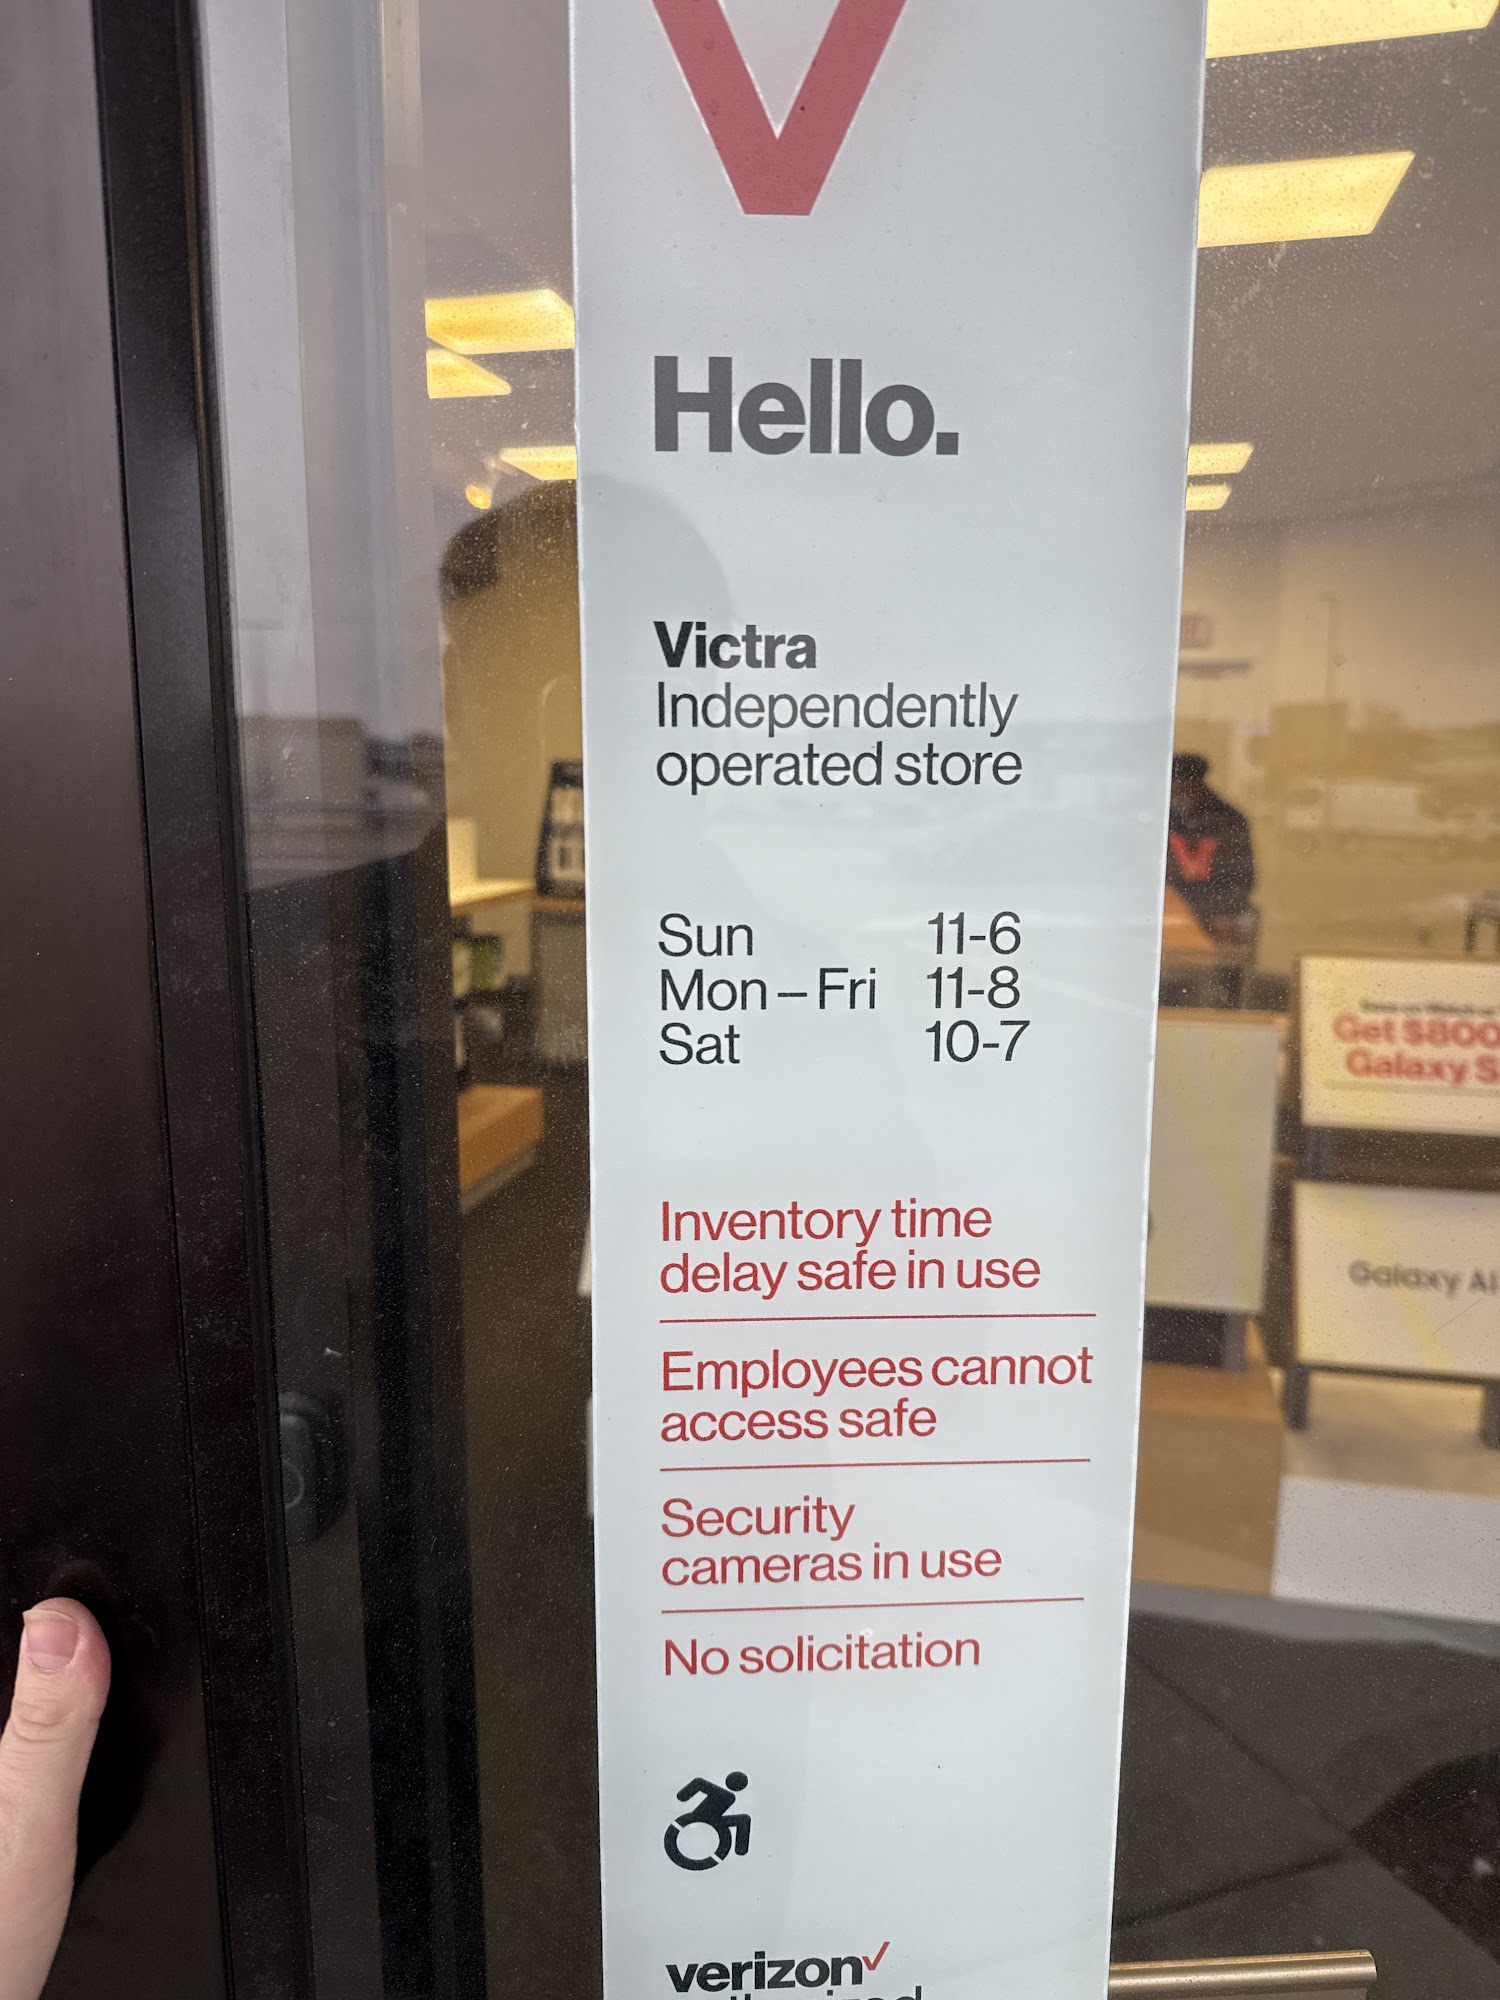 Hello.
Victra
Independently
operated store
Sun 11-6
Mon – Fri 11-8
Sat 10-7
Inventory time
delay safe in use
Employees cannot
access safe
Security
cameras in use
No solicitation
verizon✓
Get $800
Galaxy S
Galaxy AI